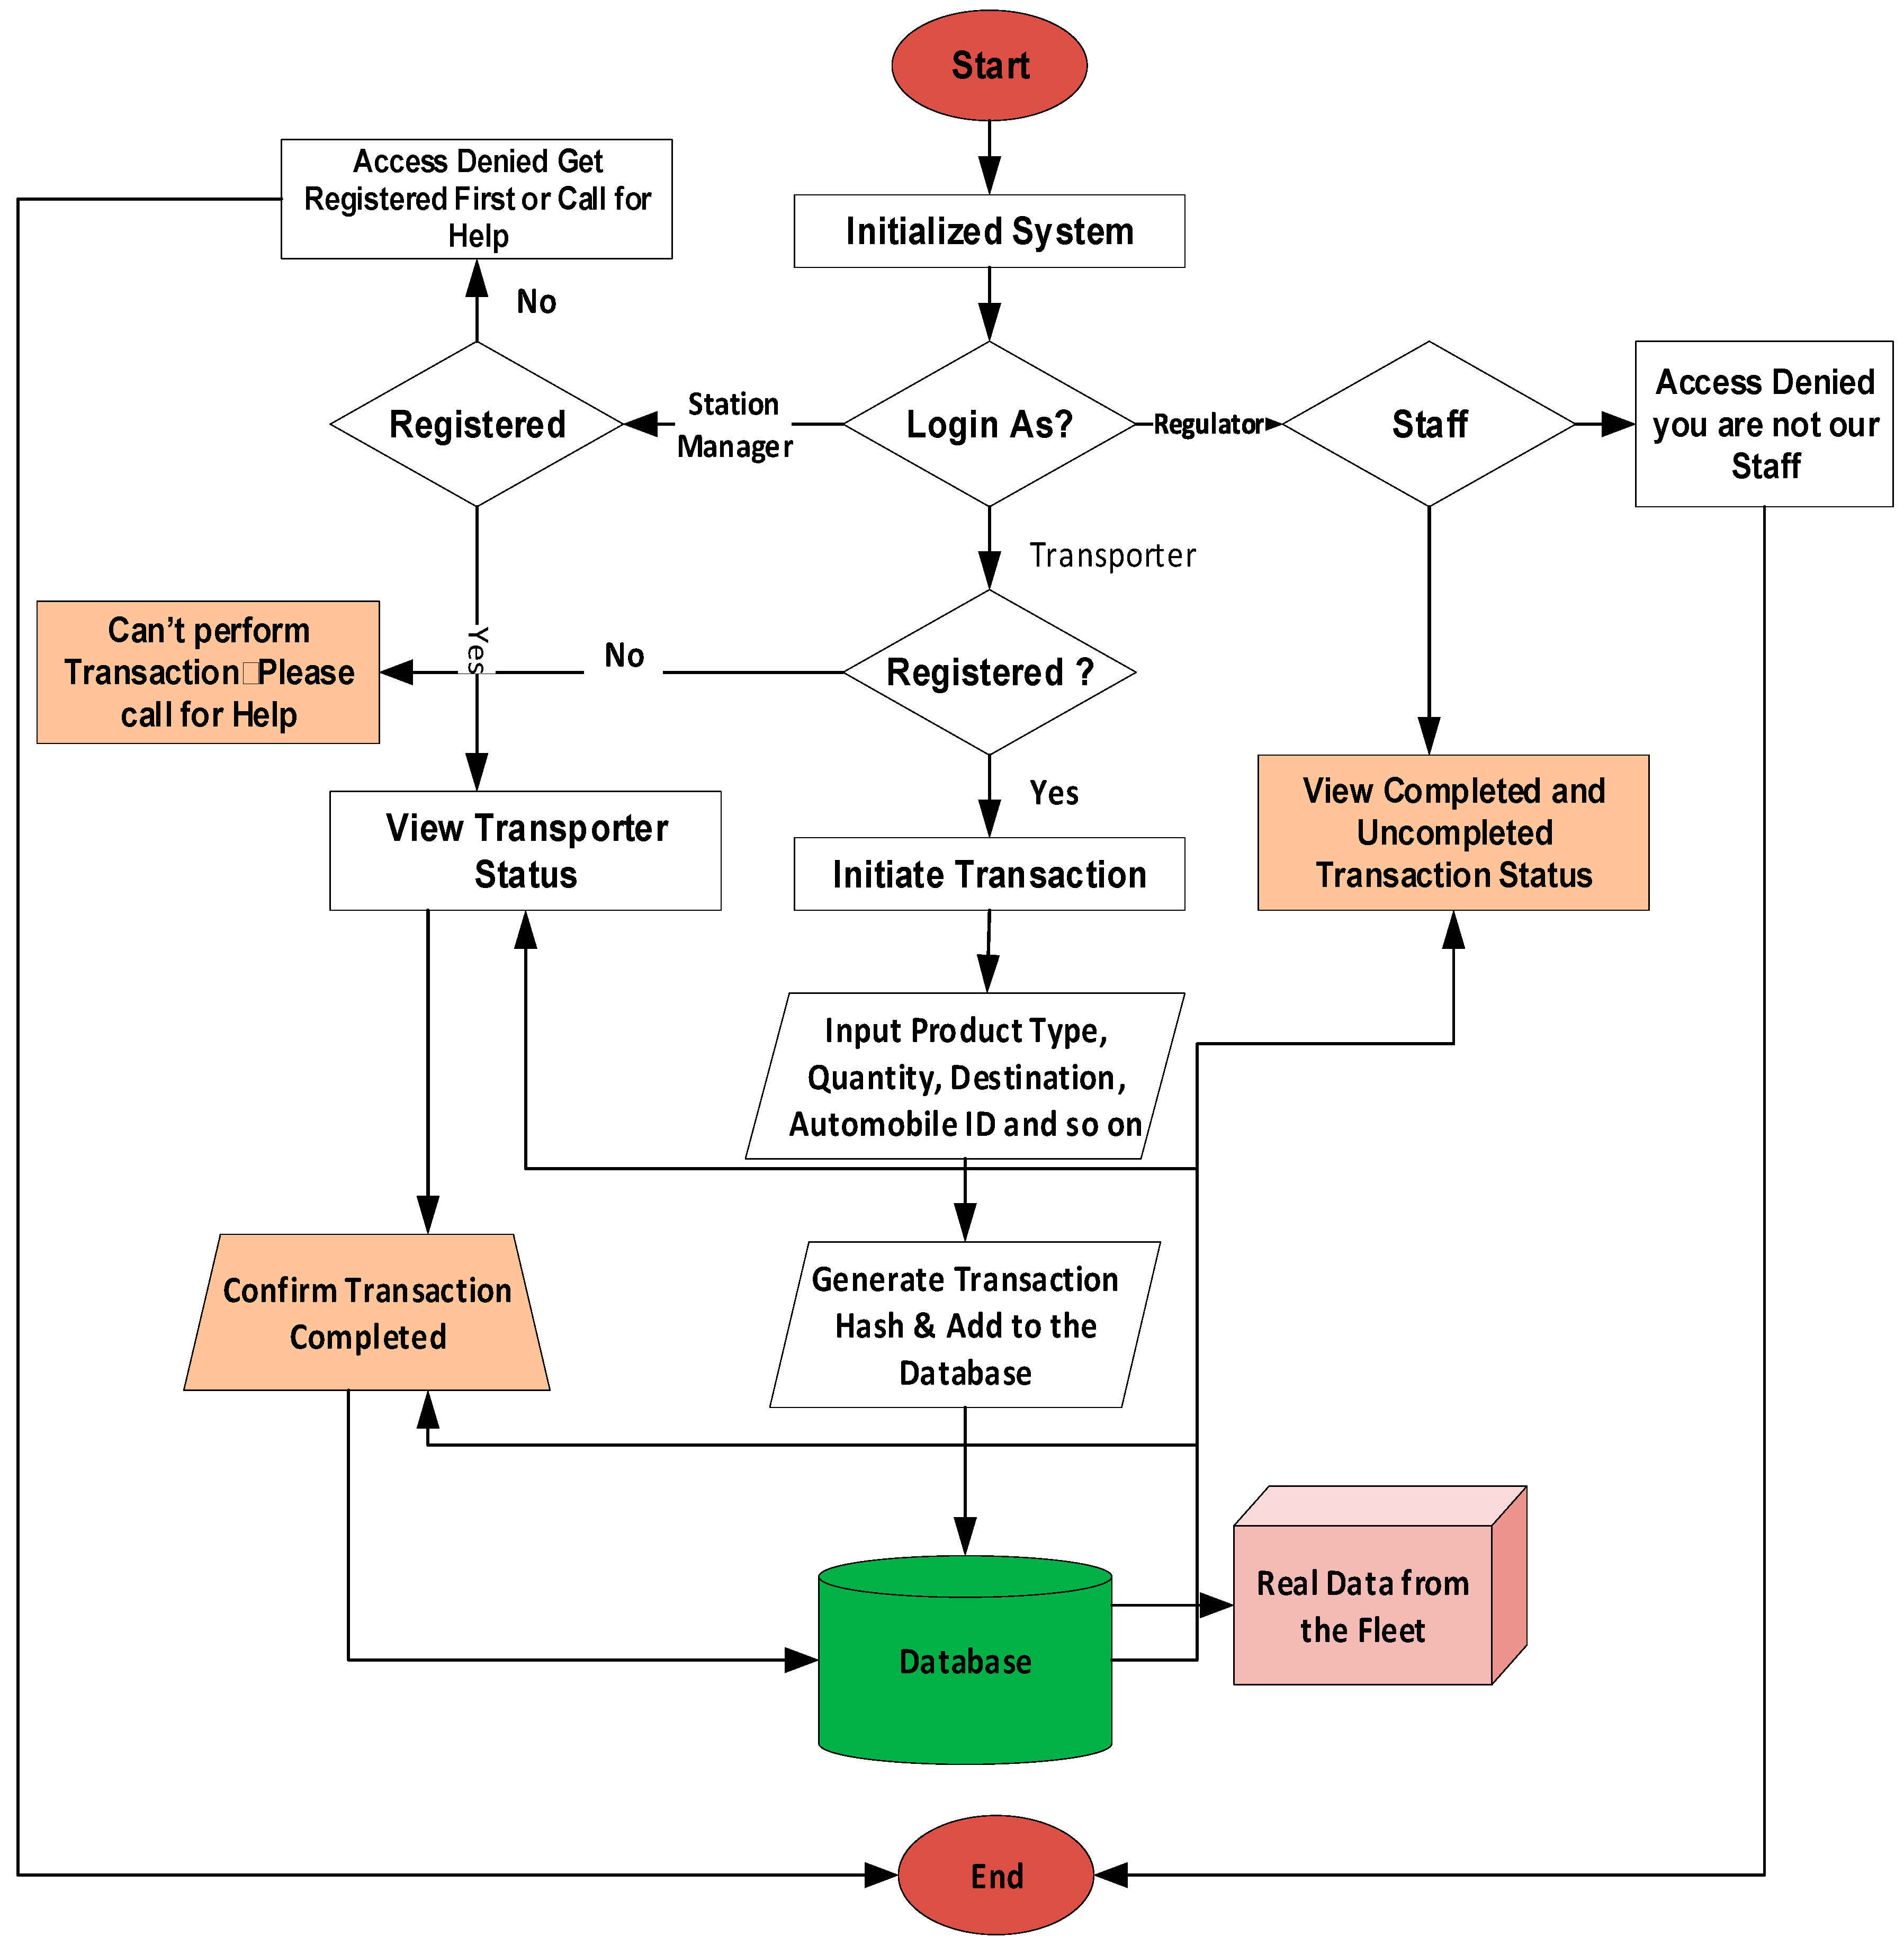 Start
Access Denied Get
Registered First or Call for
Help
Initialized System
No
Registered
Station
Manager
Login As?
Regulator
Staff
Access Denied
you are not our
Staff
Transporter
Can’t perform
Transaction Please
call for Help
Yes
No
Registered ?
Yes
View Transporter
Status
Initiate Transaction
View Completed and
Uncompleted
Transaction Status
Input Product Type,
Quantity, Destination,
Automobile ID and so on
Confirm Transaction
Completed
Generate Transaction
Hash & Add to the
Database
Real Data from
the Fleet
Database
End